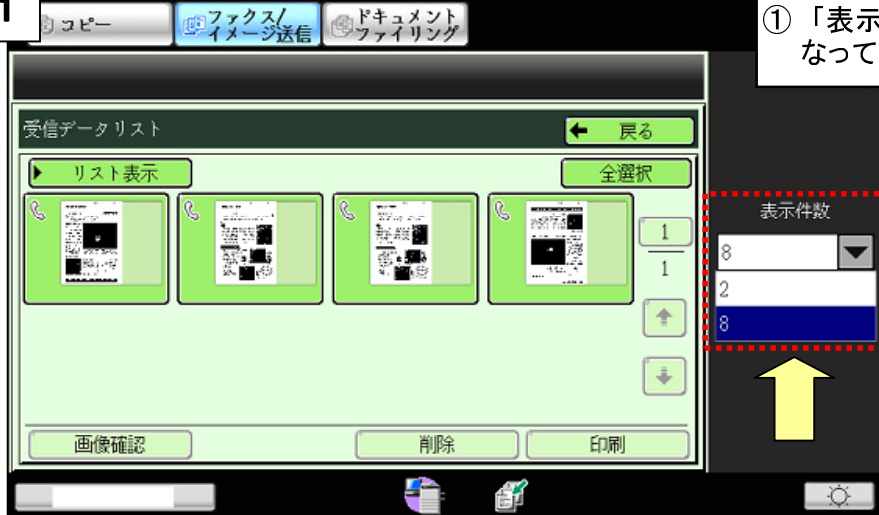 1
コピー
ファクス/
イメージ送信
ドキュメント
ファイリング
① 「表示
なって
受信データリスト
戻る
リスト表示
全選択
表示件数
1
1
8
2
8
画像確認
削除
印刷